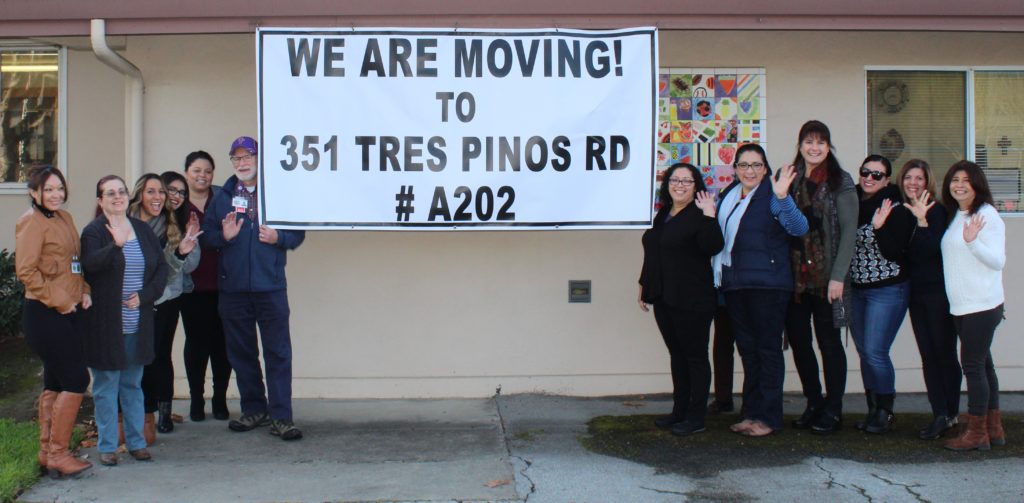 WE ARE MOVING!
TO
351 TRES PINOS RD
# A202